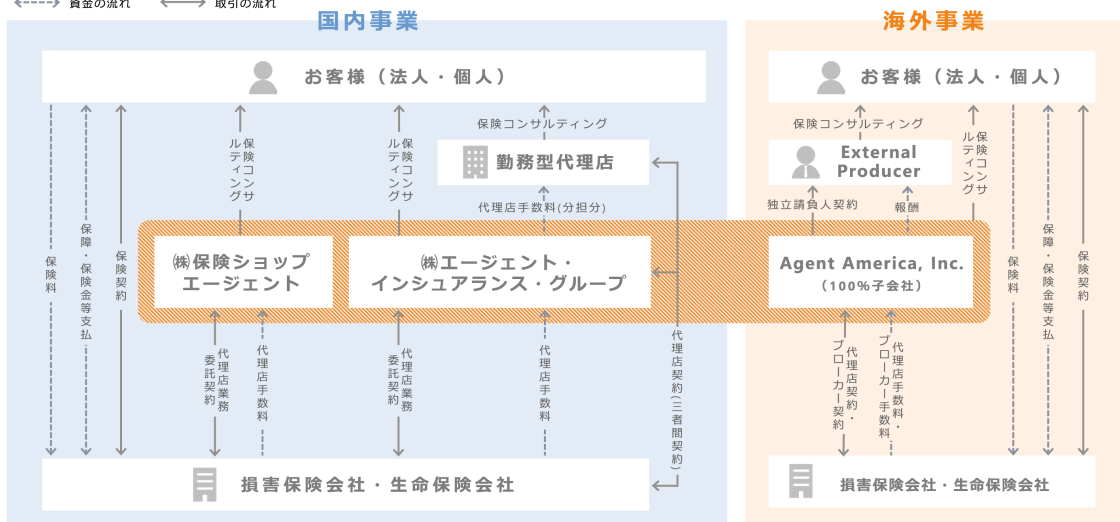 資金の流れ
取引の流れ
国内事業
お客様（法人・個人）
保険コンサルティング
勤務型代理店
保険コンサ
ルティング
保険コンサ
ルティング
代理店手数料(分担分)
保険料
保障・保険金等支払
保険契約
㈱保険ショップ
エージェント
㈱エージェント・
インシュアランス・グループ
代理店業務
委託契約
代理店手数料
代理店業務
委託契約
代理店手数料
代理店契約(三者間契約)
損害保険会社・生命保険会社
海外事業
お客様（法人・個人）
保険コンサルティング
External
Producer
保険コンサ
ルティング
独立請負人契約
報酬
Agent America, Inc.
（100%子会社）
保険料
保障・保険金等支払
保険契約
代理店契約・
ブローカー契約
代理店手数料・
ブローカー手数料
損害保険会社・生命保険会社